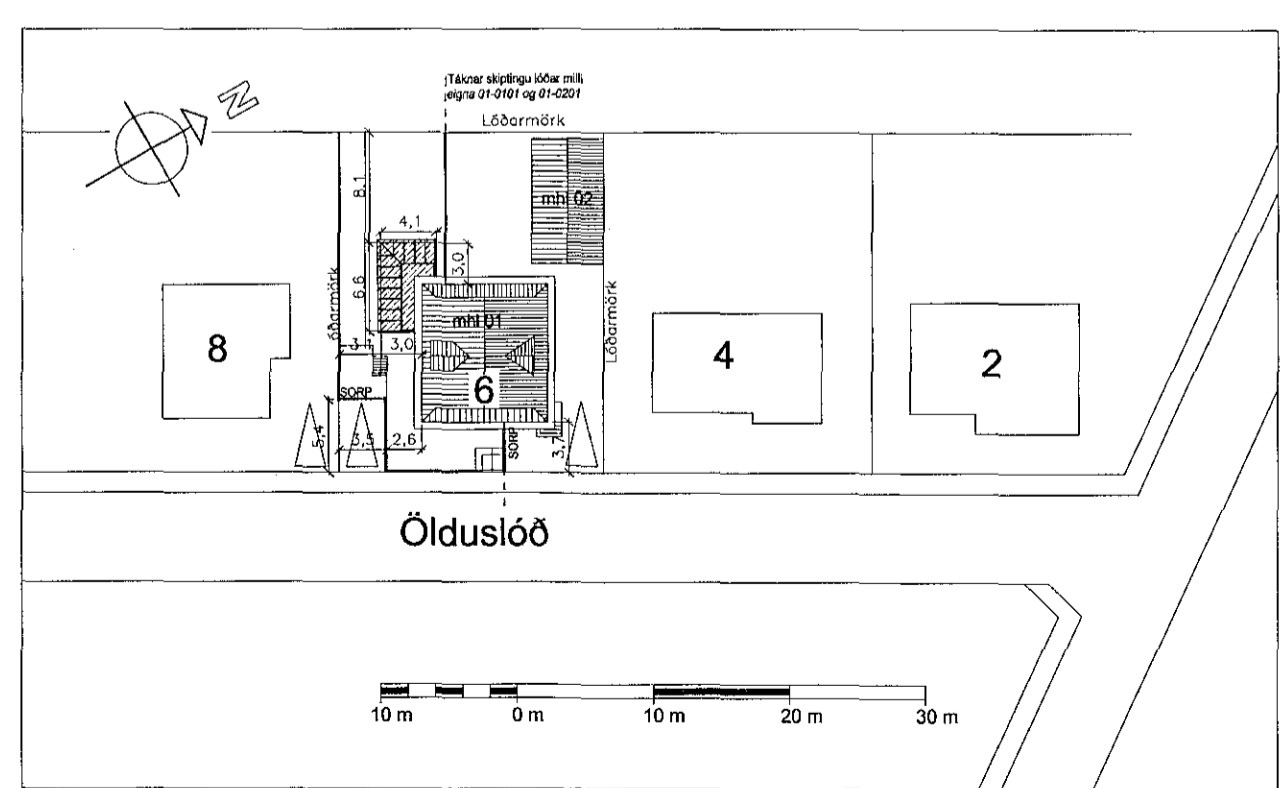 Táknar skiptingu lóðar milli
eigna 01-0101 og 01-0201
N
Lóðarmörk
8,1
mhl 02
4,1
3,0
6,6
Lóðarmörk
mhl 01
Lóðarmörk
8
3,1
3,0
6
4
2
SORP
5,4
3,5
2,6
SORP
3,7
Ölduslóð
10 m
0 m
10 m
20 m
30 m